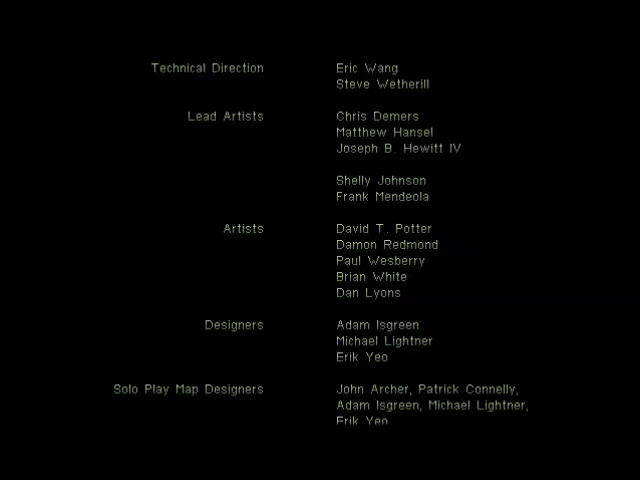 Technical Direction Eric Wang
Steve Wetherill
Lead Artists Chris Demers
Matthew Hansel
Joseph B. Hewitt IV
Shelly Johnson
Frank Mendeola
Artists David T. Potter
Damon Redmond
Paul Wesberry
Brian White
Dan Lyons
Designers Adam Isgreen
Michael Lightner
Erik Yeo
Solo Play Map Designers John Archer, Patrick Connelly,
Adam Isgreen, Michael Lightner,
Erik Yeo